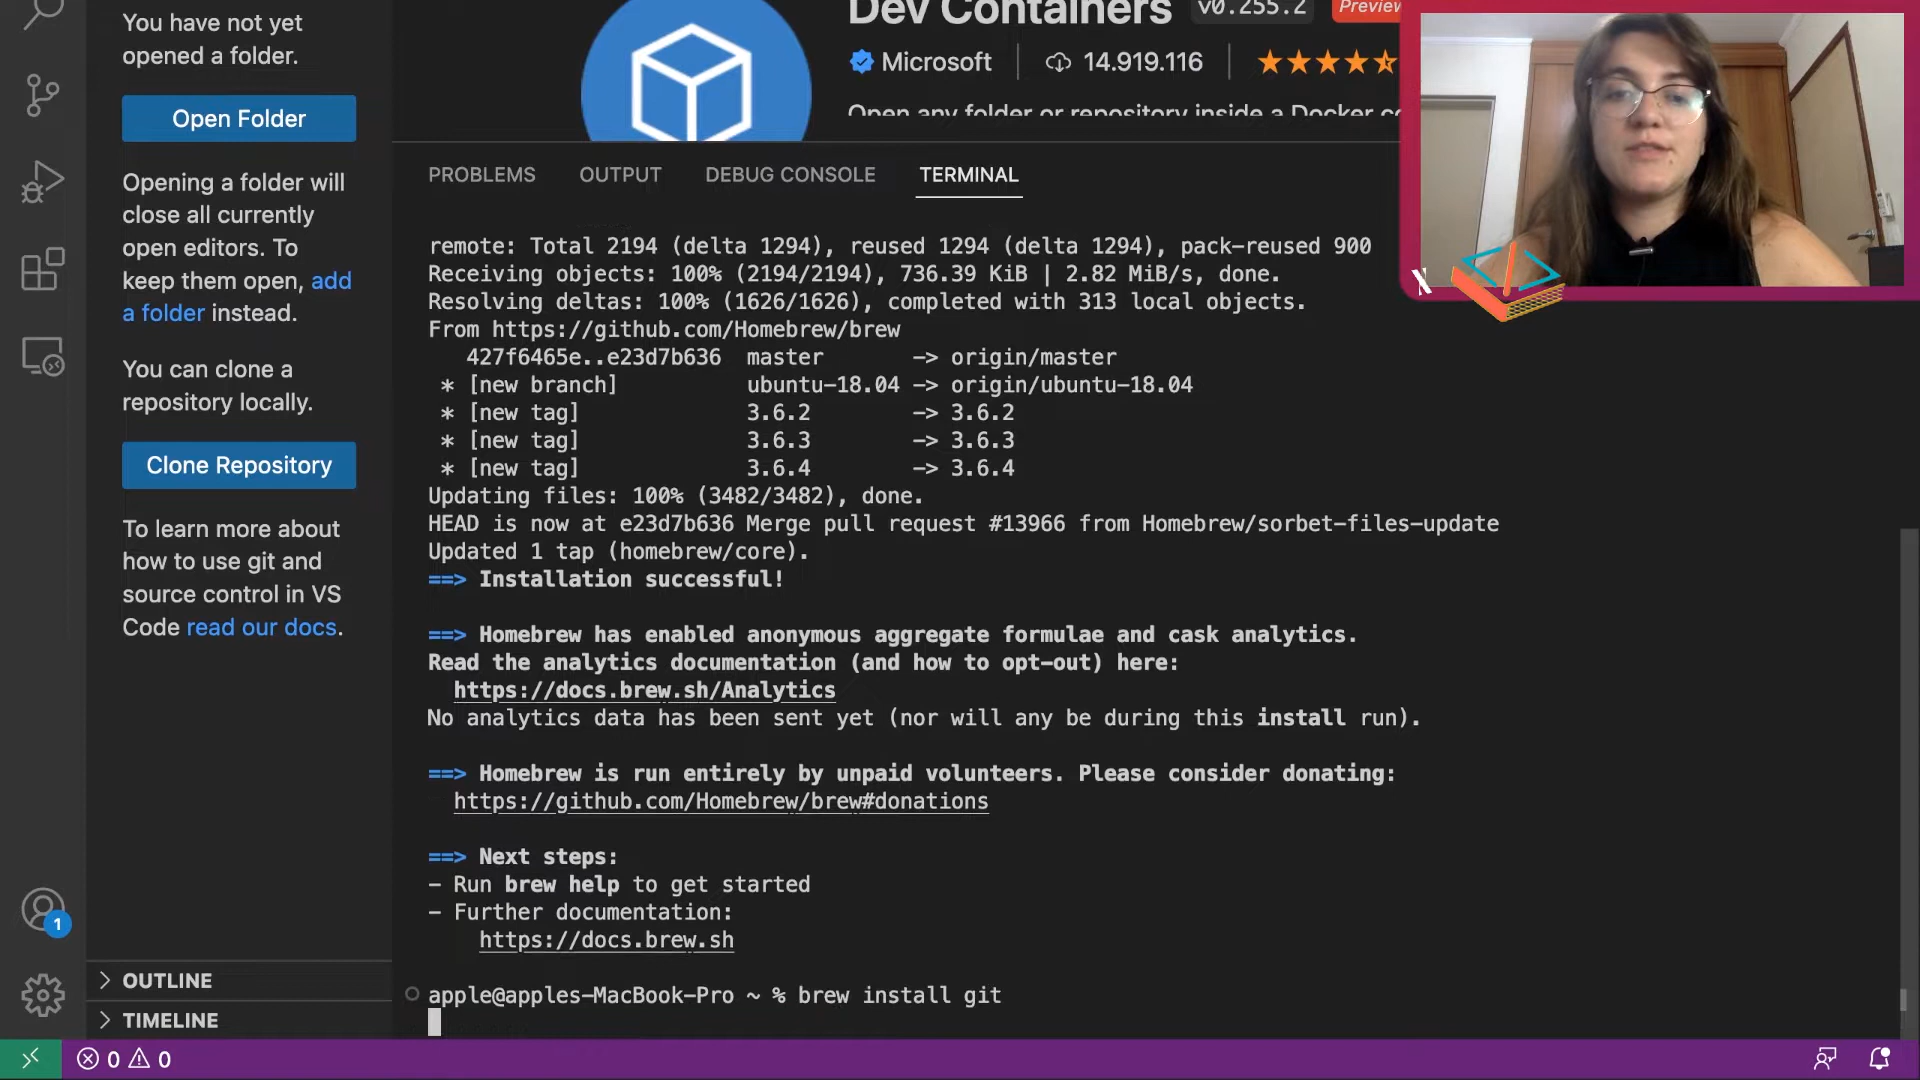 You have not yet
opened a folder.
Open Folder
Opening a folder will
close all currently
open editors. To
keep them open, add
a folder instead.
You can clone a
repository locally.
Clone Repository
To learn more about
how to use git and
source control in VS
Code read our docs.
OUTLINE
TIMELINE
1
Dev Containers v0.255.2 Preview
Microsoft 14.919.116
Open any folder or repository inside a Docker
PROBLEMS OUTPUT DEBUG CONSOLE TERMINAL
remote: Total 2194 (delta 1294), reused 1294 (delta 1294), pack-reused 900
Receiving objects: 100% (2194/2194), 736.39 KiB | 2.82 MiB/s, done.
Resolving deltas: 100% (1626/1626), completed with 313 local objects.
From https://github.com/Homebrew/brew
427f6465e..e23d7b636 master -> origin/master
* [new branch] ubuntu-18.04 -> origin/ubuntu-18.04
* [new tag] 3.6.2 -> 3.6.2
* [new tag] 3.6.3 -> 3.6.3
* [new tag] 3.6.4 -> 3.6.4
Updating files: 100% (3482/3482), done.
HEAD is now at e23d7b636 Merge pull request #13966 from Homebrew/sorbet-files-update
Updated 1 tap (homebrew/core).
==> Installation successful!
==> Homebrew has enabled anonymous aggregate formulae and cask analytics.
Read the analytics documentation (and how to opt-out) here:
https://docs.brew.sh/Analytics
No analytics data has been sent yet (nor will any be during this install run).
==> Homebrew is run entirely by unpaid volunteers. Please consider donating:
https://github.com/Homebrew/brew#donations
==> Next steps:
- Run brew help to get started
- Further documentation:
https://docs.brew.sh
apple@apples-MacBook-Pro ~ % brew install git
0 0